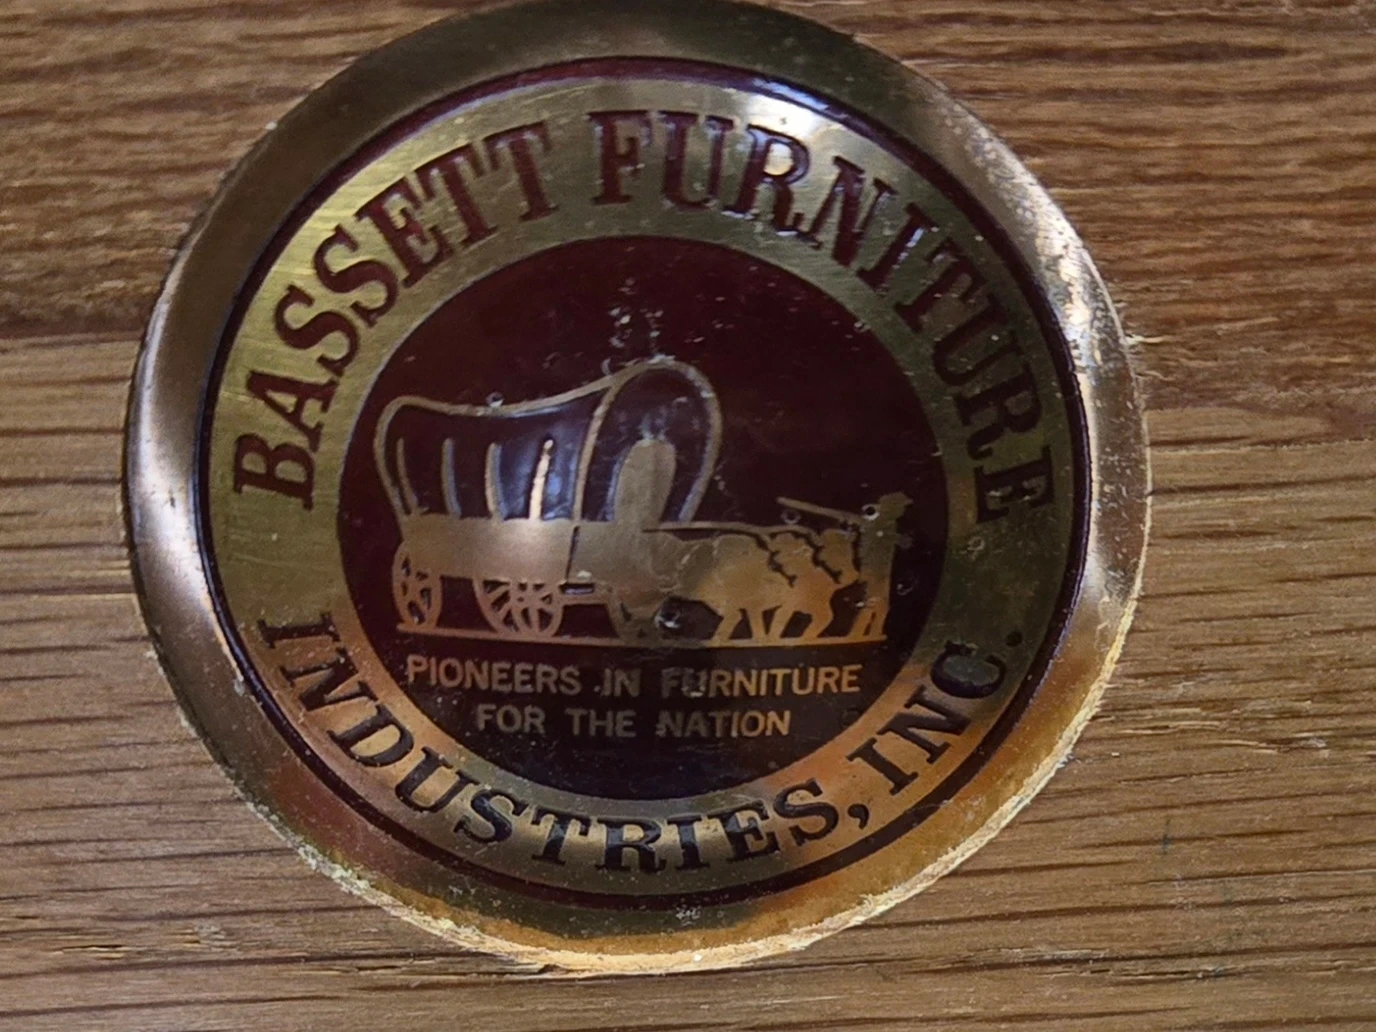 BASSETT FURNITURE
INDUSTRIES, INC.
PIONEERS IN FURNITURE
FOR THE NATION